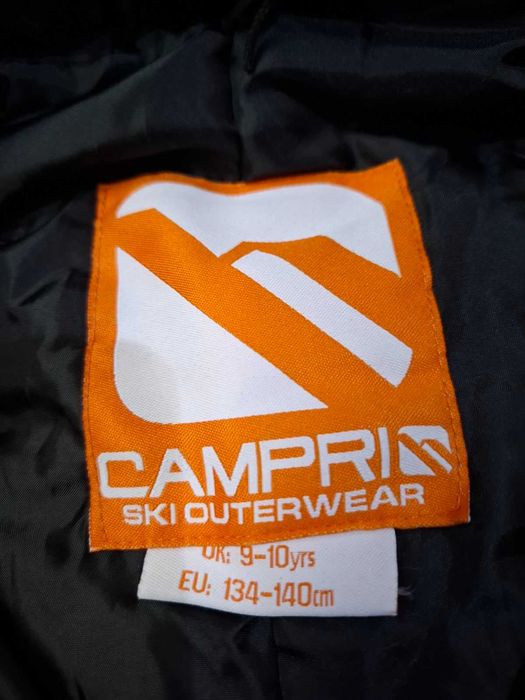 CAMPRI
SKI OUTERWEAR
UK: 9-10yrs
EU: 134-140cm